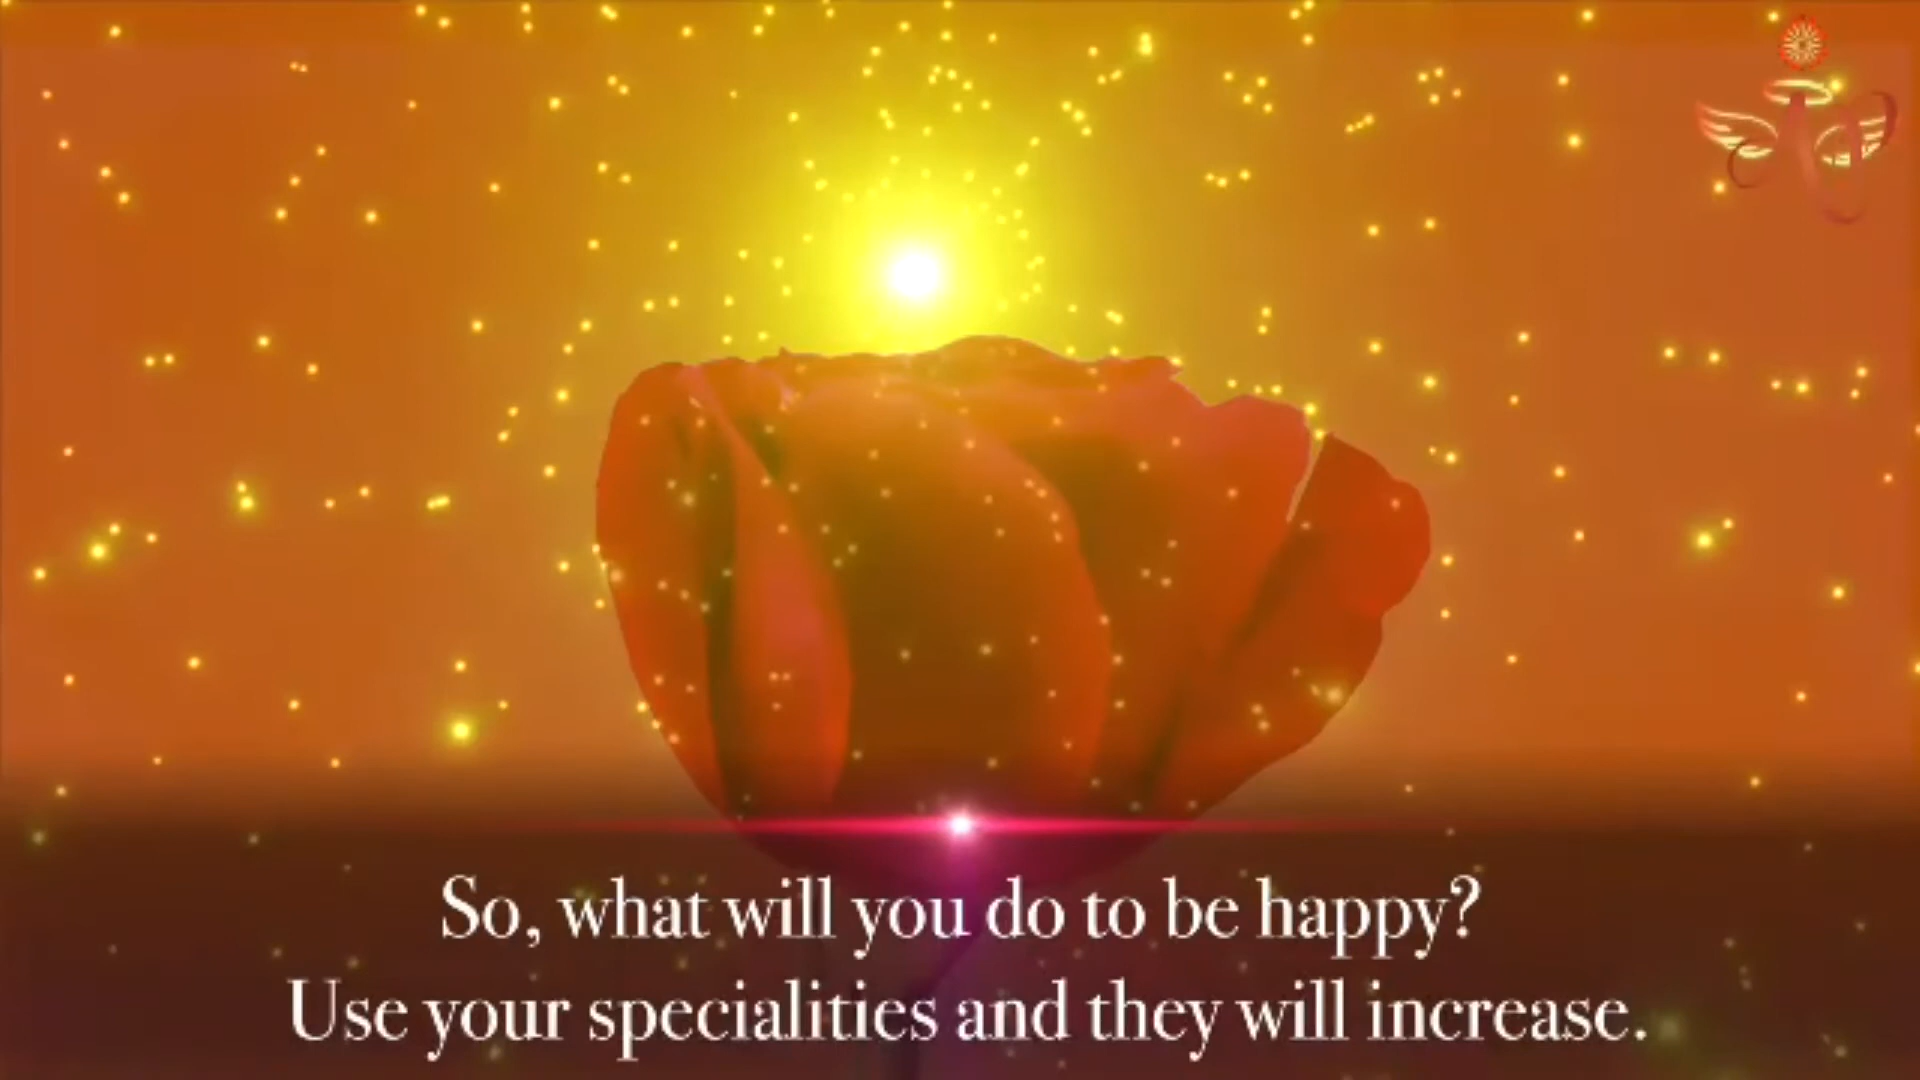 So, what will you do to be happy?
Use your specialities and they will increase.